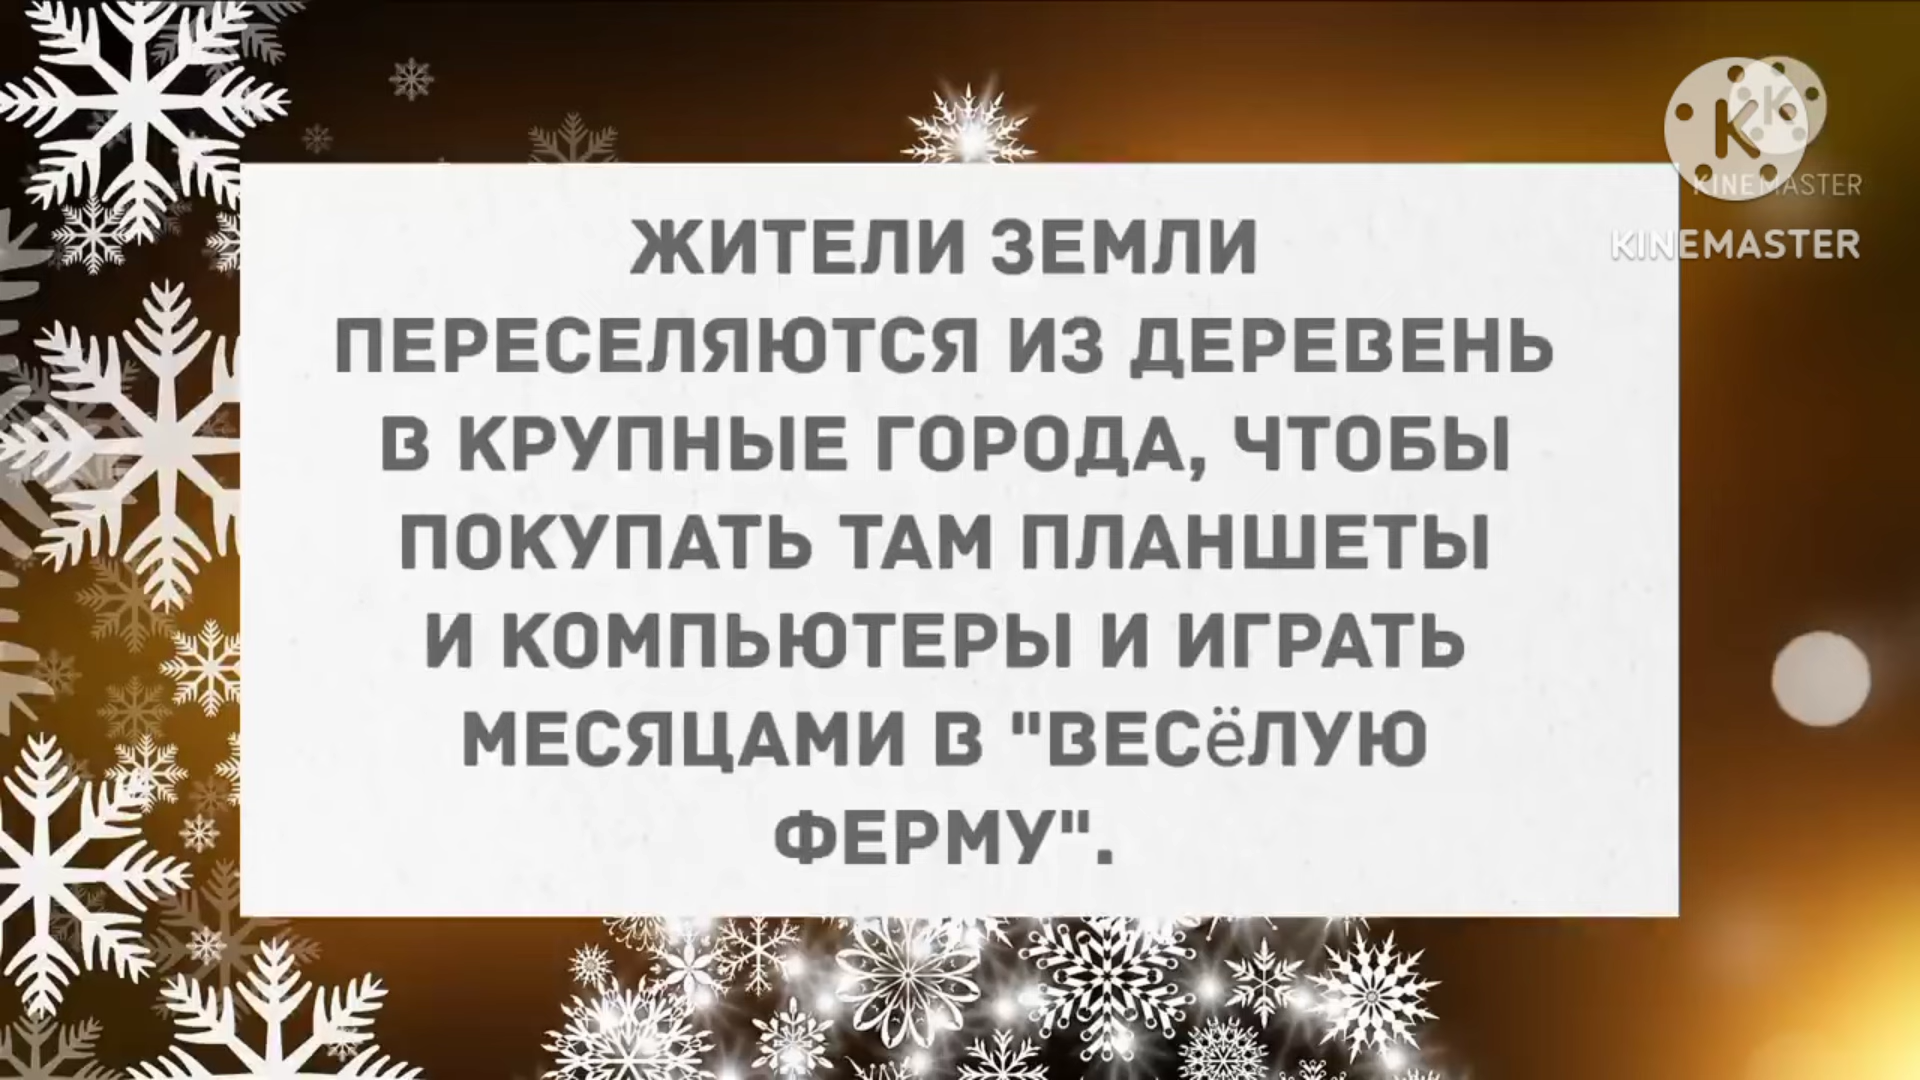 ЖИТЕЛИ ЗЕМЛИ
ПЕРЕСЕЛЯЮТСЯ ИЗ ДЕРЕВЕНЬ
В КРУПНЫЕ ГОРОДА, ЧТОБЫ
ПОКУПАТЬ ТАМ ПЛАНШЕТЫ
И КОМПЬЮТЕРЫ И ИГРАТЬ
МЕСЯЦАМИ В "ВЕСёЛУЮ
ФЕРМУ".
K
K
KINEMASTER
KINEMASTER